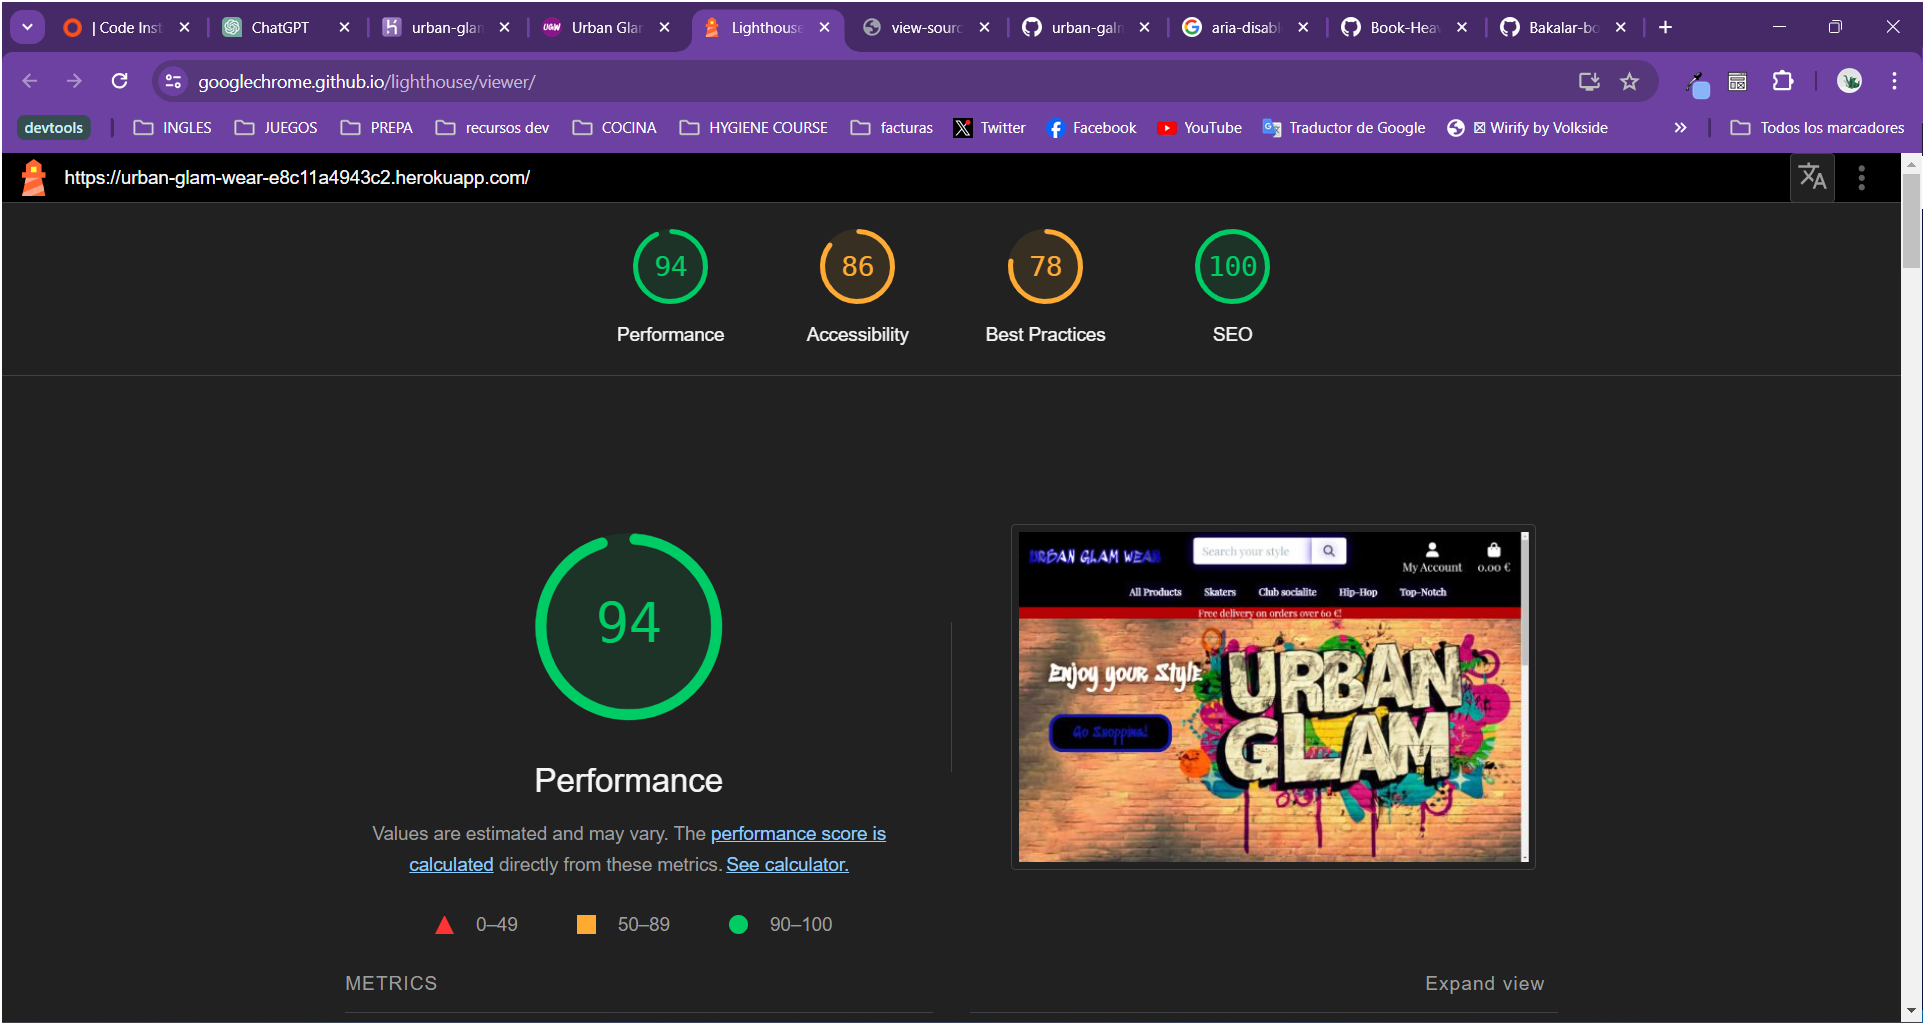 | Code Inst
ChatGPT
urban-glan
Urban Glar
Lighthouse
view-sourc
urban-galn
aria-disabl
Book-Heav
Bakalar-bo
googlechrome.github.io/lighthouse/viewer/
devtools
INGLES
JUEGOS
PREPA
recursos dev
COCINA
HYGIENE COURSE
facturas
Twitter
Facebook
YouTube
Traductor de Google
Wirify by Volkside
Todos los marcadores
https://urban-glam-wear-e8c11a4943c2.herokuapp.com/
94
86
78
100
Performance
Accessibility
Best Practices
SEO
94
Performance
Values are estimated and may vary. The performance score is
calculated directly from these metrics. See calculator.
0–49
50–89
90–100
URBAN GLAM WEAR
Search your style
My Account
0.00 €
All Products
Skaters
Club socialite
Hip-Hop
Top-Notch
Free delivery on orders over 60 €!
Enjoy your Style
Go Shopping!
URBAN
GLAM
METRICS
Expand view